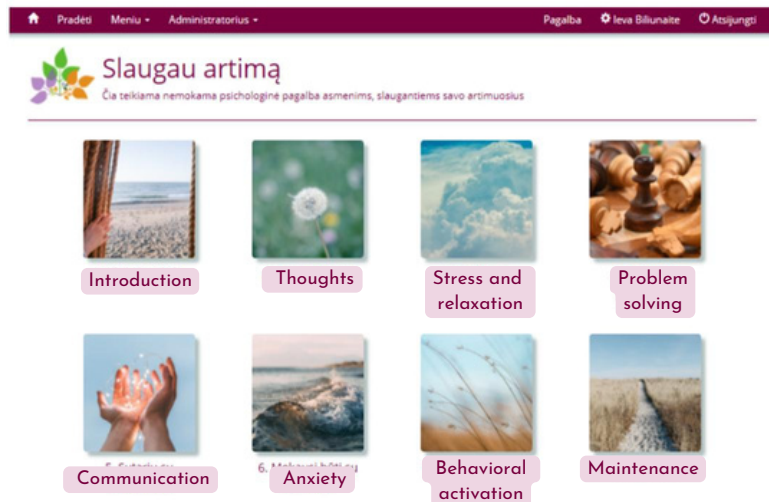 Pradėti Meniu Administratorius Pagalba Ieva Biliunaite Atsijungti
Slaugau artimą
Čia teikiama nemokama psichologinė pagalba asmenims, slaugantiems savo artimuosius
Introduction
Thoughts
Stress and
relaxation
Problem
solving
Communication
6.
Anxiety
Behavioral
activation
Maintenance